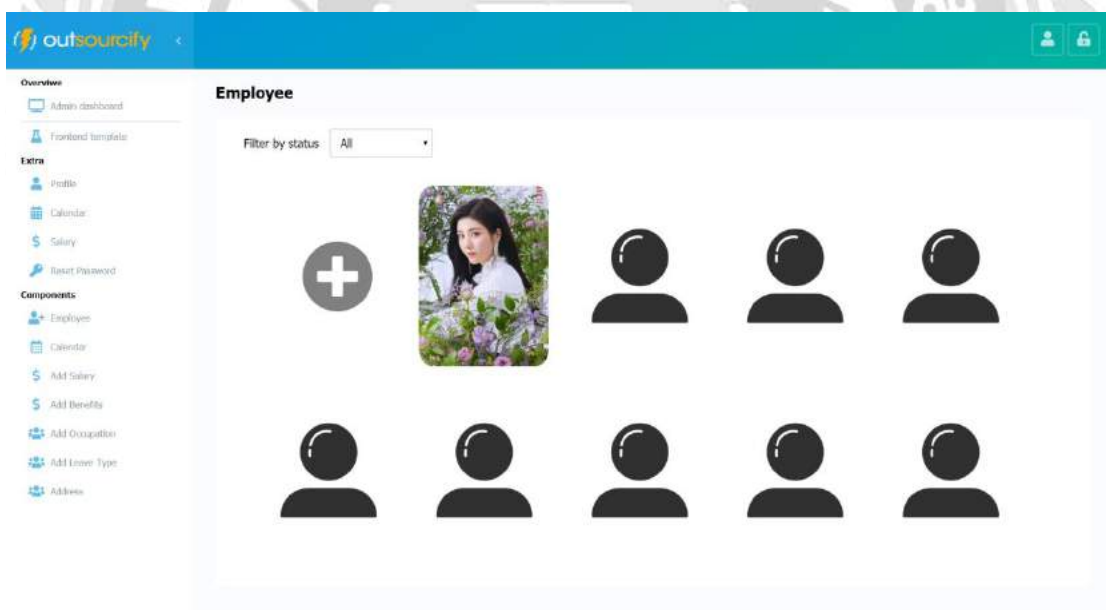 outsourcify
Overviwe
Admin dashboard
Frontend template
Extra
Profile
Calendar
Salary
Reset Password
Components
Employee
Calendar
Add Salary
Add Benefits
Add Occupation
Add Leave Type
Address
Employee
Filter by status All